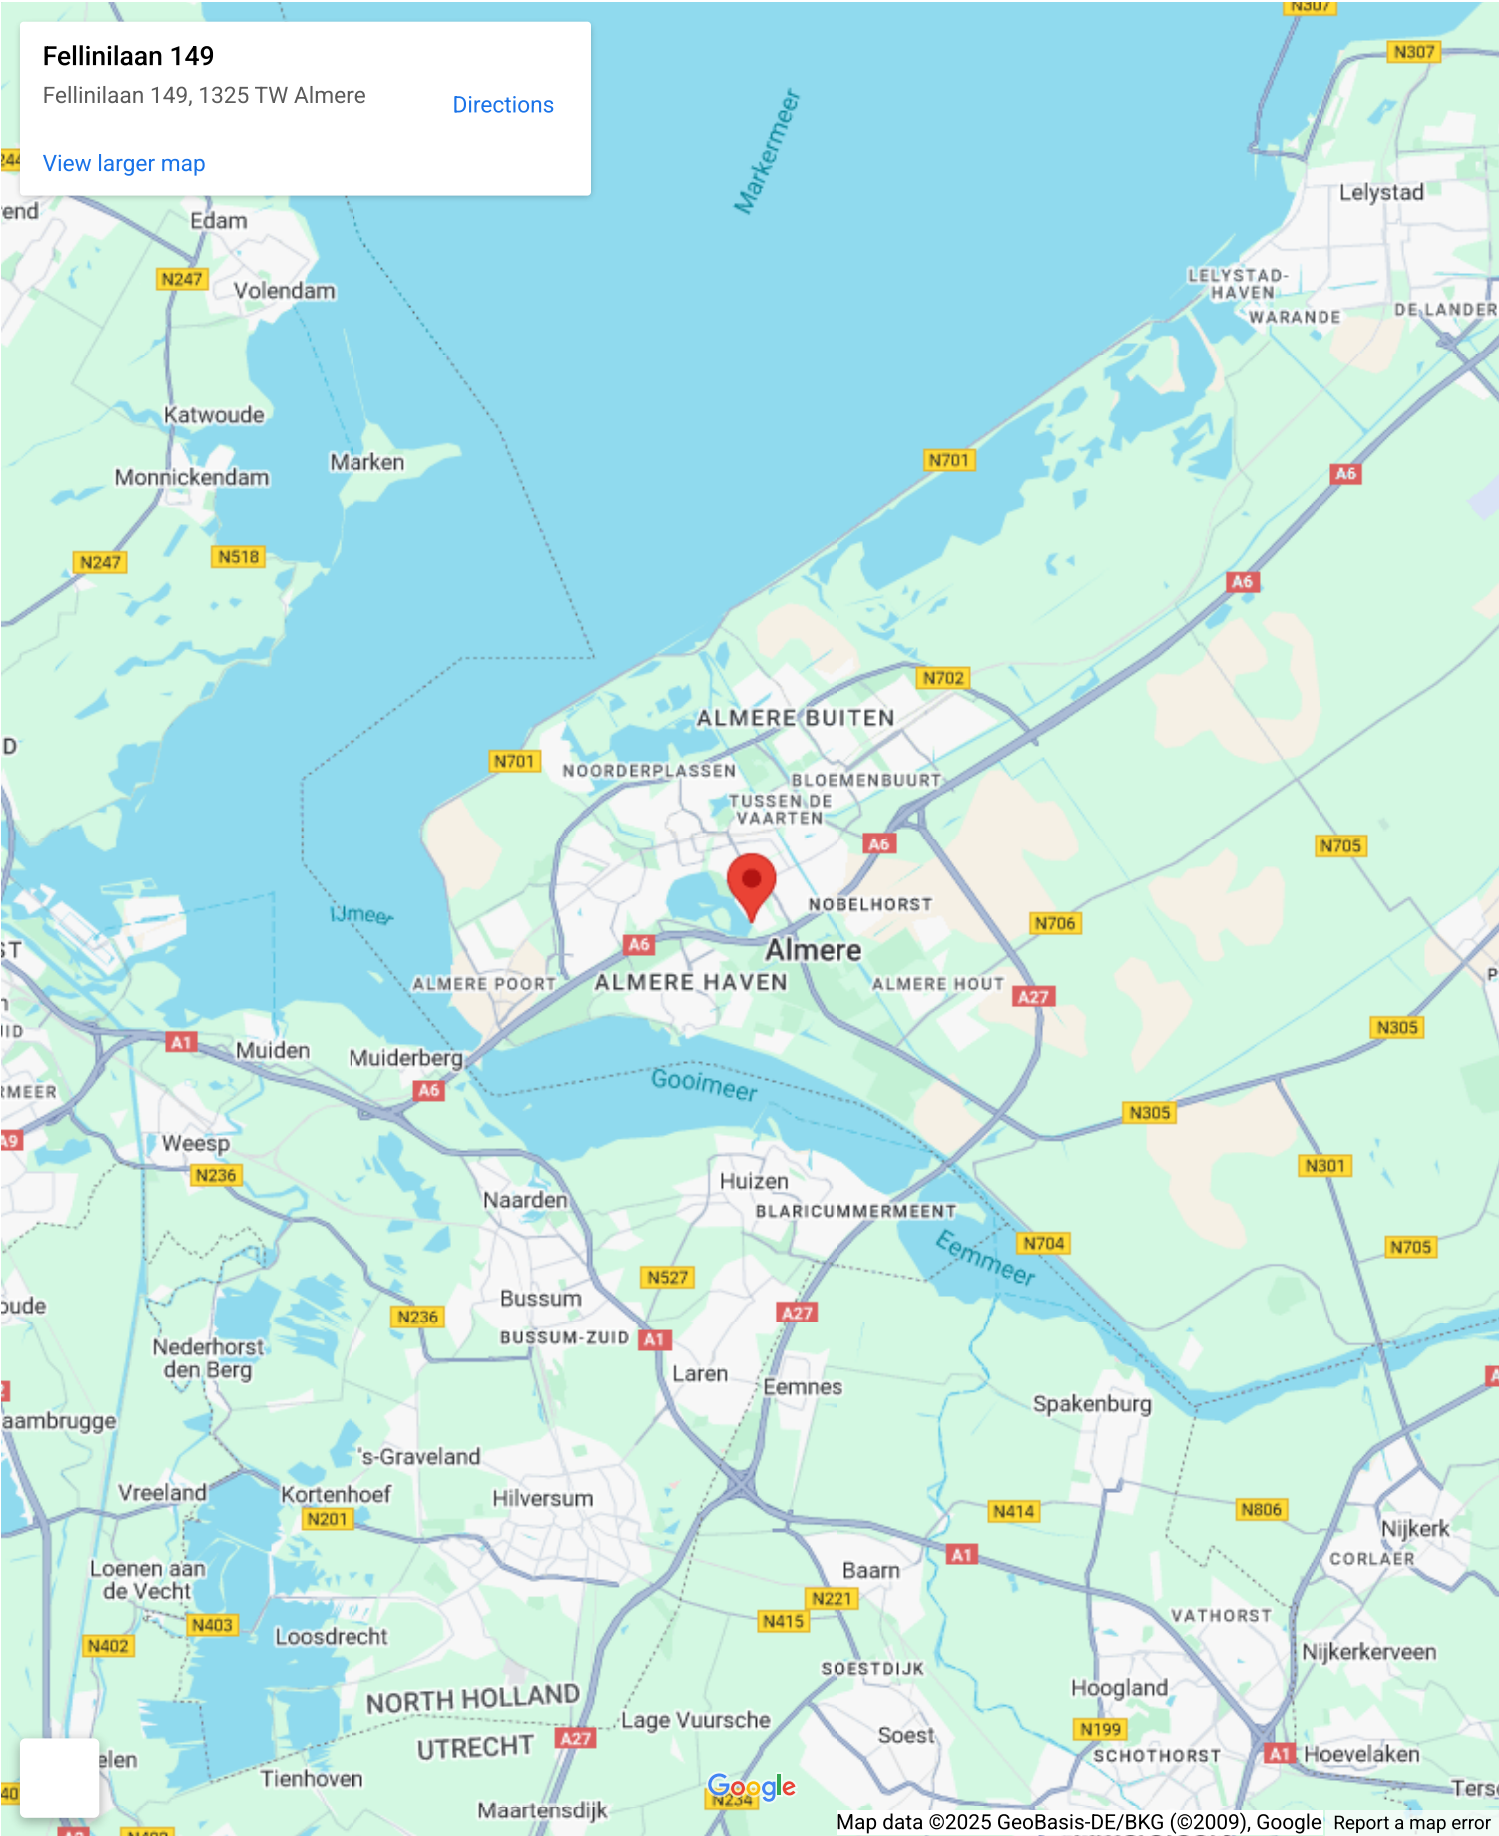 N307
N307
Fellinilaan 149
Fellinilaan 149, 1325 TW Almere
Directions
View larger map
Markermeer
Lelystad
Edam
N247
Volendam
LELYSTAD-
HAVEN
WARANDE
DE LANDER
Katwoude
Marken
Monnickendam
N701
A6
N247
N518
A6
N702
ALMERE BUITEN
N701
NOORDERPLASSEN
BLOEMENBUURT
TUSSEN DE
VAARTEN
A6
N705
NOBELHORST
IJmeer
N706
A6
Almere
ALMERE POORT
ALMERE HAVEN
ALMERE HOUT
A27
N305
A1
Muiden
Muiderberg
A6
Gooimeer
N305
A9
Weesp
N236
N301
Huizen
Naarden
BLARICUMMERMEENT
N704
Eemmeer
N705
N527
Bussum
N236
A27
BUSSUM-ZUID
A1
Nederhorst
den Berg
Laren
Eemnes
Spakenburg
aambrugge
's-Graveland
Vreeland
Kortenhoef
Hilversum
N201
N414
N806
Nijkerk
A1
CORLAER
Loenen aan
de Vecht
Baarn
N221
N415
VATHORST
N403
N402
Loosdrecht
Nijkerkerveen
SOESTDIJK
Hoogland
NORTH HOLLAND
Lage Vuursche
UTRECHT
A27
Soest
N199
SCHOTHORST
A1
Hoevelaken
elen
Tienhoven
Google
N234
Maartensdijk
Map data ©2025 GeoBasis-DE/BKG (©2009), Google
Report a map error